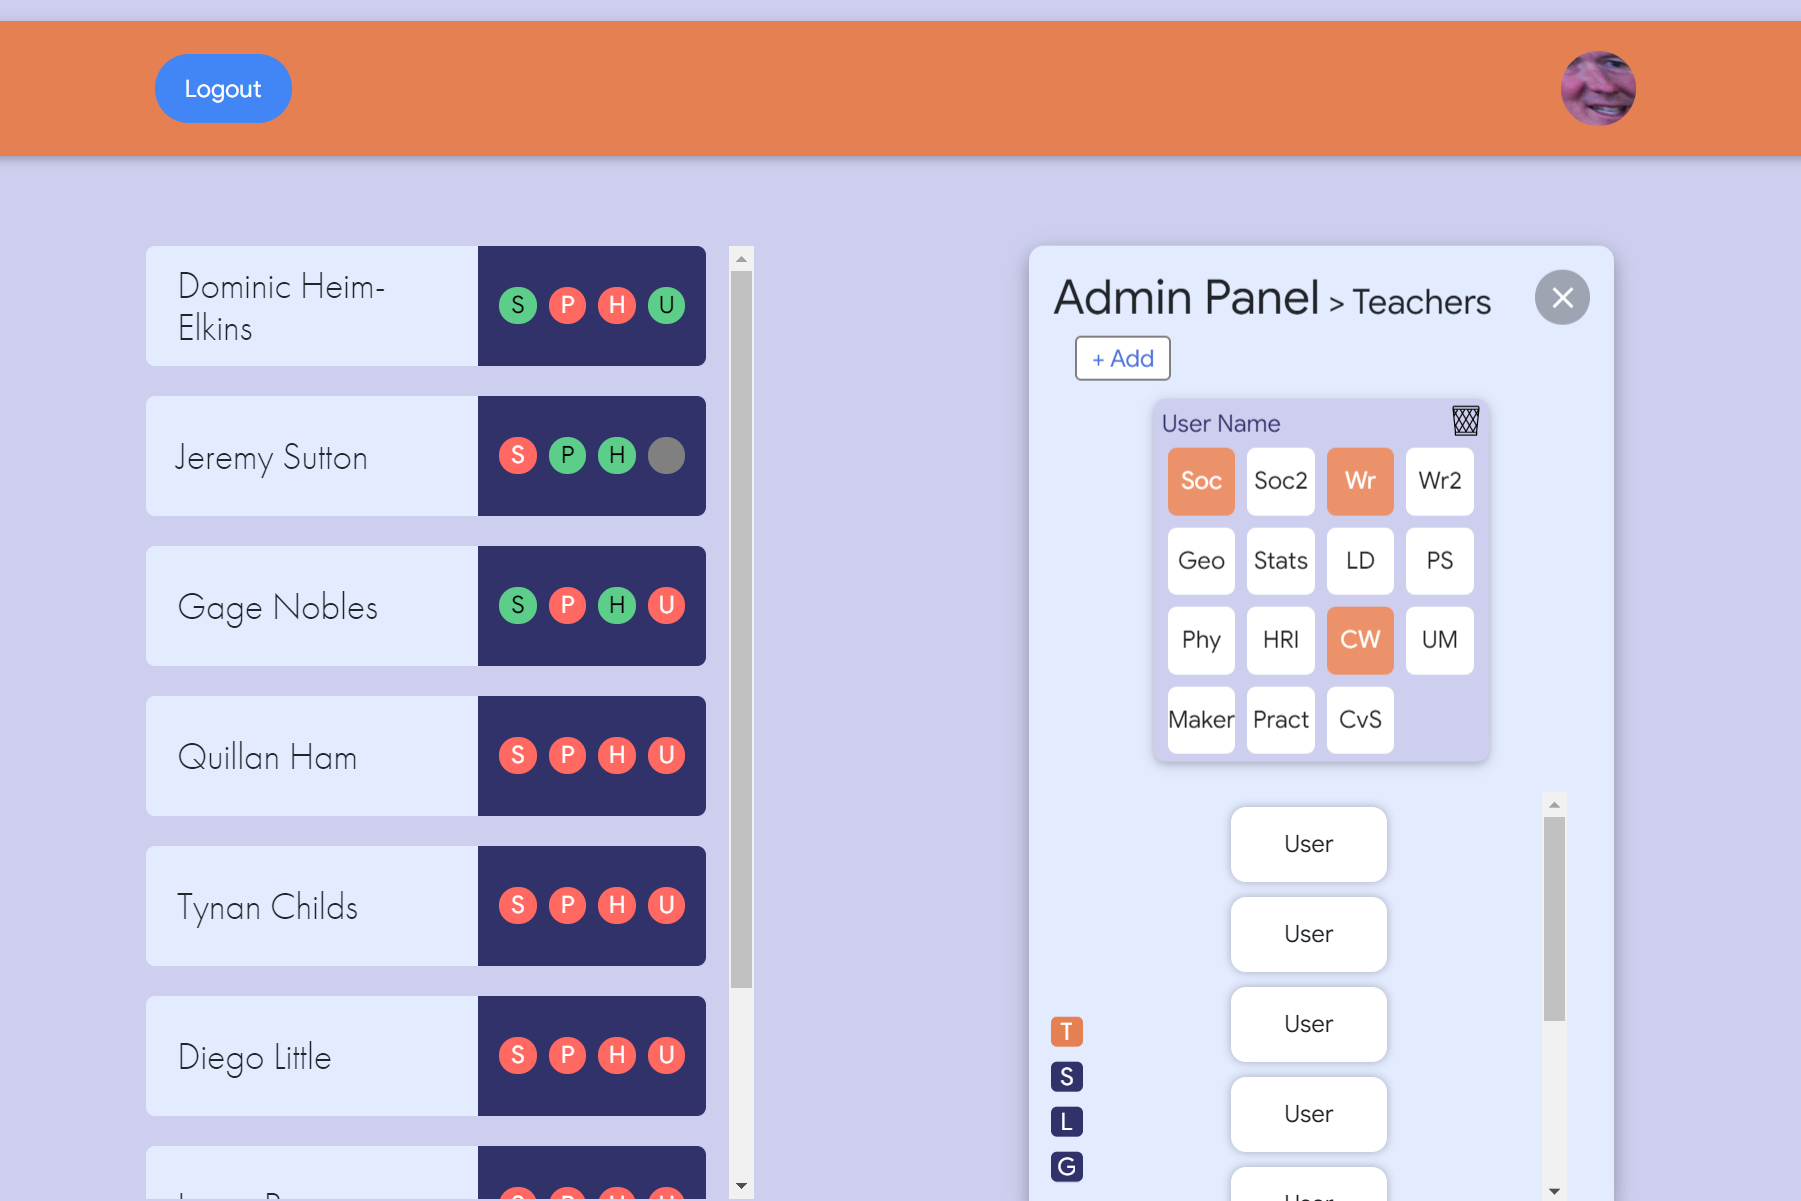 Logout
Dominic Heim-
Elkins
S P H U
Jeremy Sutton
S P H
Gage Nobles
S P H U
Quillan Ham
S P H U
Tynan Childs
S P H U
Diego Little
S P H U
S P H U
Admin Panel > Teachers
+ Add
User Name
Soc Soc2 Wr Wr2
Geo Stats LD PS
Phy HRI CW UM
Maker Pract CvS
User
User
User
User
User
T
S
L
G